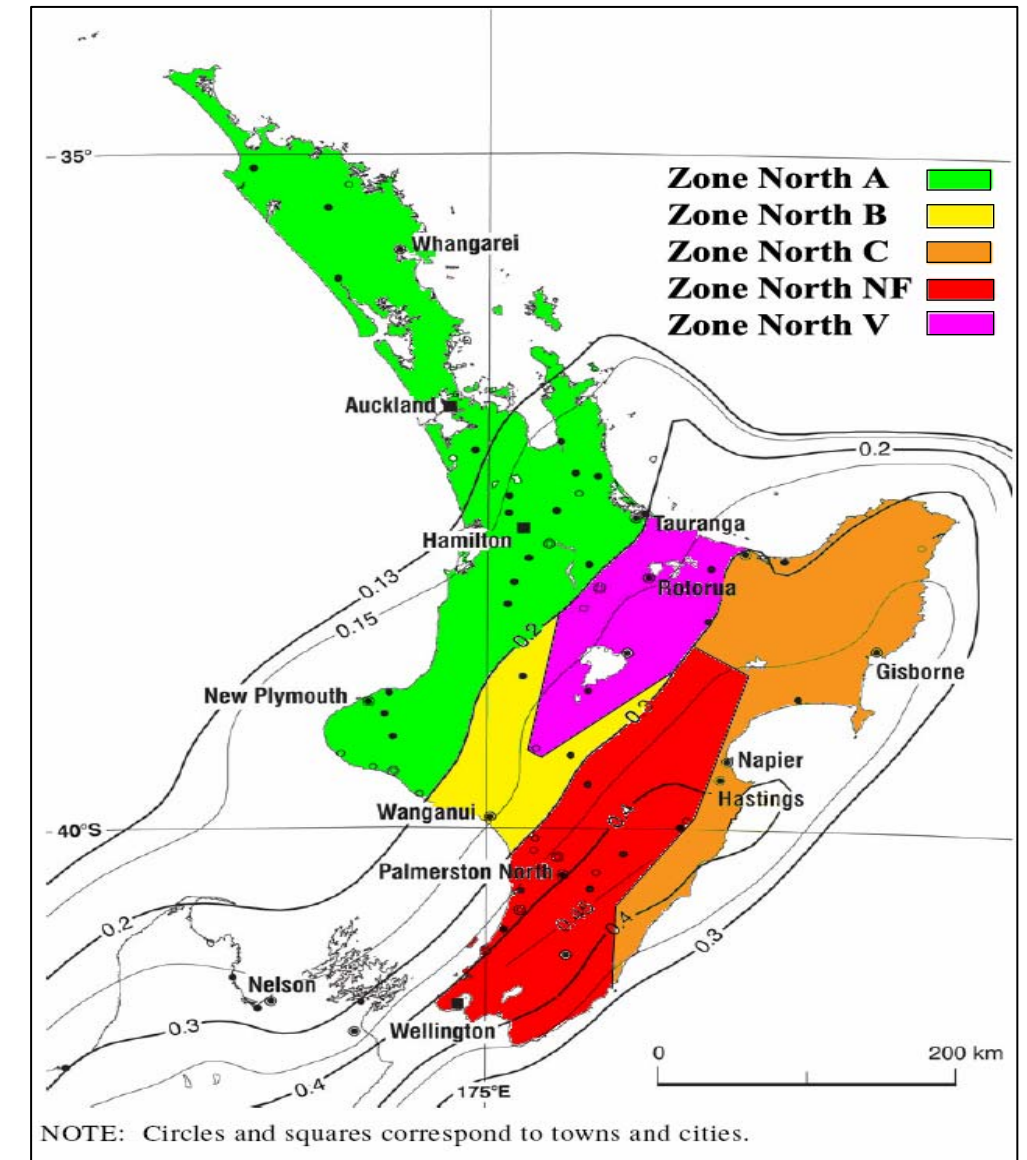 35°
Zone North A
Zone North B
Zone North C
Zone North NF
Zone North V
Whangarei
Auckland
0.2
Tauranga
Hamilton
Rotorua
0.13
0.15
0.2
Gisborne
New Plymouth
0.3
Napier
Hastings
Wanganui
0.4
40°S
Palmerston North
0.45
0.4
0.2
0.3
Nelson
0.3
Wellington
0.4
175°E
0 200 km
NOTE: Circles and squares correspond to towns and cities.